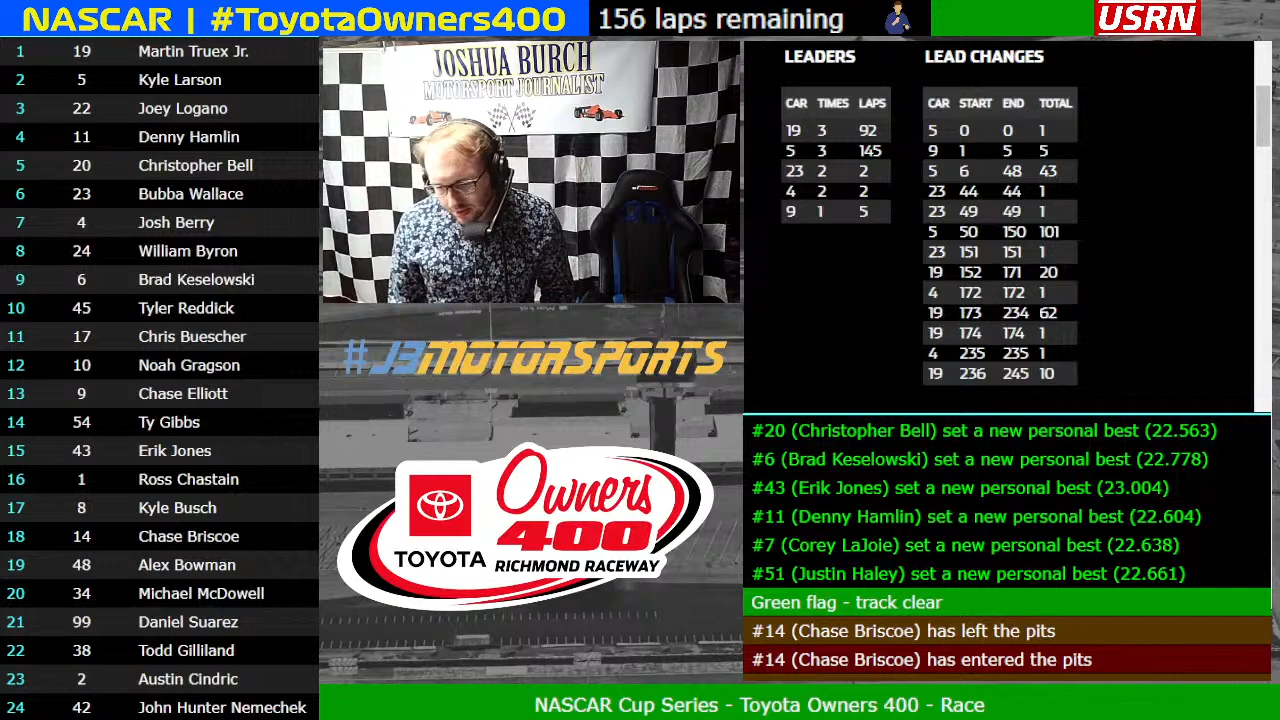 NASCAR | #ToyotaOwners400
156 laps remaining
USRN
1 19 Martin Truex Jr.
2 5 Kyle Larson
3 22 Joey Logano
4 11 Denny Hamlin
5 20 Christopher Bell
6 23 Bubba Wallace
7 4 Josh Berry
8 24 William Byron
9 6 Brad Keselowski
10 45 Tyler Reddick
11 17 Chris Buescher
12 10 Noah Gragson
13 9 Chase Elliott
14 54 Ty Gibbs
15 43 Erik Jones
16 1 Ross Chastain
17 8 Kyle Busch
18 14 Chase Briscoe
19 48 Alex Bowman
20 34 Michael McDowell
21 99 Daniel Suarez
22 38 Todd Gilliland
23 2 Austin Cindric
24 42 John Hunter Nemechek
JOSHUA BURCH
MOTORSPORT JOURNALIST
#JBMOTORSPORTS
Owners
400
TOYOTA
RICHMOND RACEWAY
LEADERS
CAR TIMES LAPS
19 3 92
5 3 145
23 2 2
4 2 2
9 1 5
LEAD CHANGES
CAR START END TOTAL
5 0 0 1
9 1 5 5
5 6 48 43
23 44 44 1
23 49 49 1
5 50 150 101
23 151 151 1
19 152 171 20
4 172 172 1
19 173 234 62
19 174 174 1
4 235 235 1
19 236 245 10
#20 (Christopher Bell) set a new personal best (22.563)
#6 (Brad Keselowski) set a new personal best (22.778)
#43 (Erik Jones) set a new personal best (23.004)
#11 (Denny Hamlin) set a new personal best (22.604)
#7 (Corey LaJoie) set a new personal best (22.638)
#51 (Justin Haley) set a new personal best (22.661)
Green flag - track clear
#14 (Chase Briscoe) has left the pits
#14 (Chase Briscoe) has entered the pits
NASCAR Cup Series - Toyota Owners 400 - Race